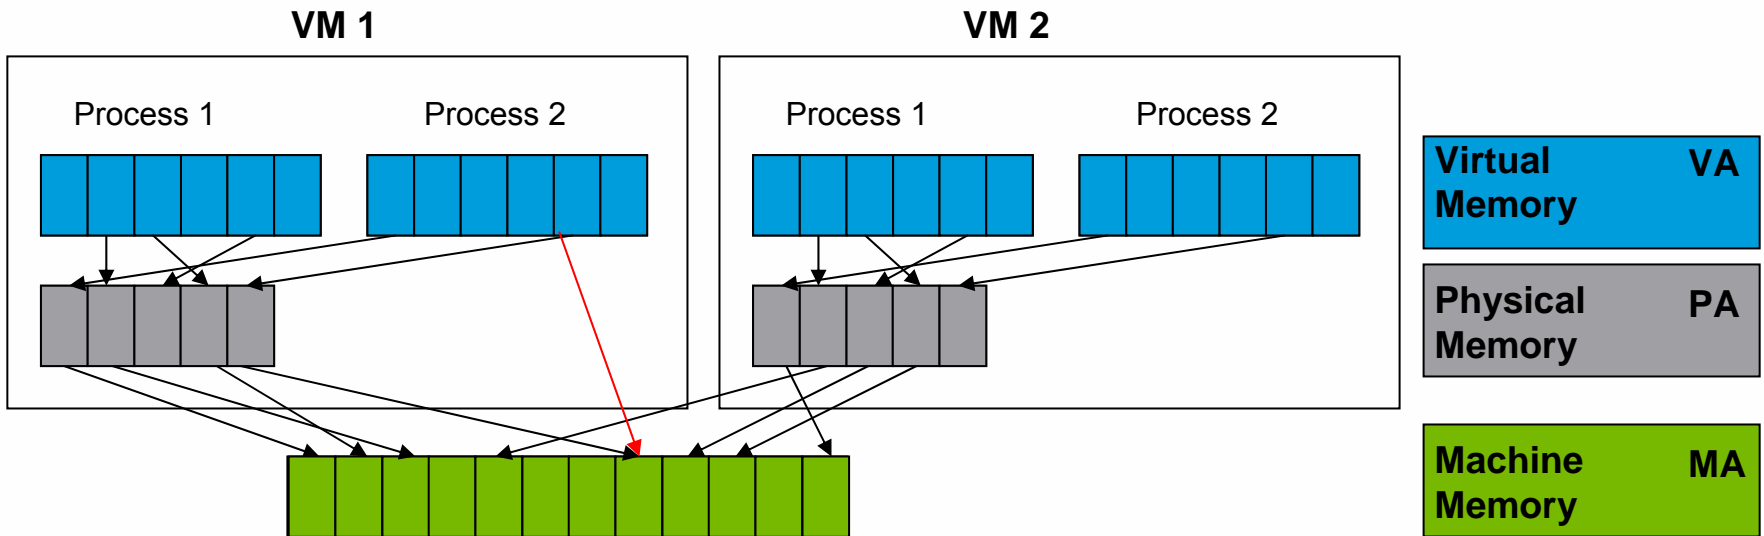 VM 1
VM 2
Process 1
Process 2
Process 1
Process 2
Virtual VA
Memory
Physical PA
Memory
Machine MA
Memory